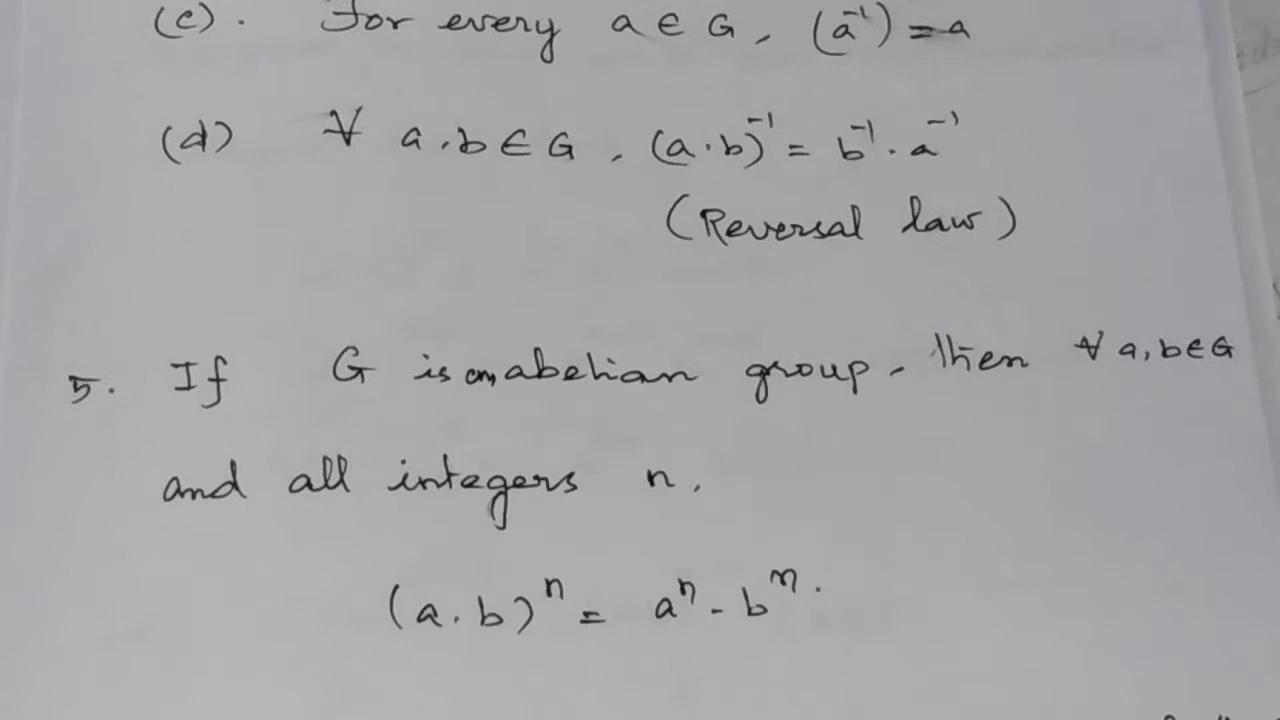 (c). For every a ∈ G, (a⁻¹) = a
(d) ∀ a, b ∈ G, (a·b)⁻¹ = b⁻¹·a⁻¹
(Reversal law)
5. If G is an abelian group, then ∀ a, b ∈ G
and all integers n,
(a·b)ⁿ = aⁿ - bⁿ.